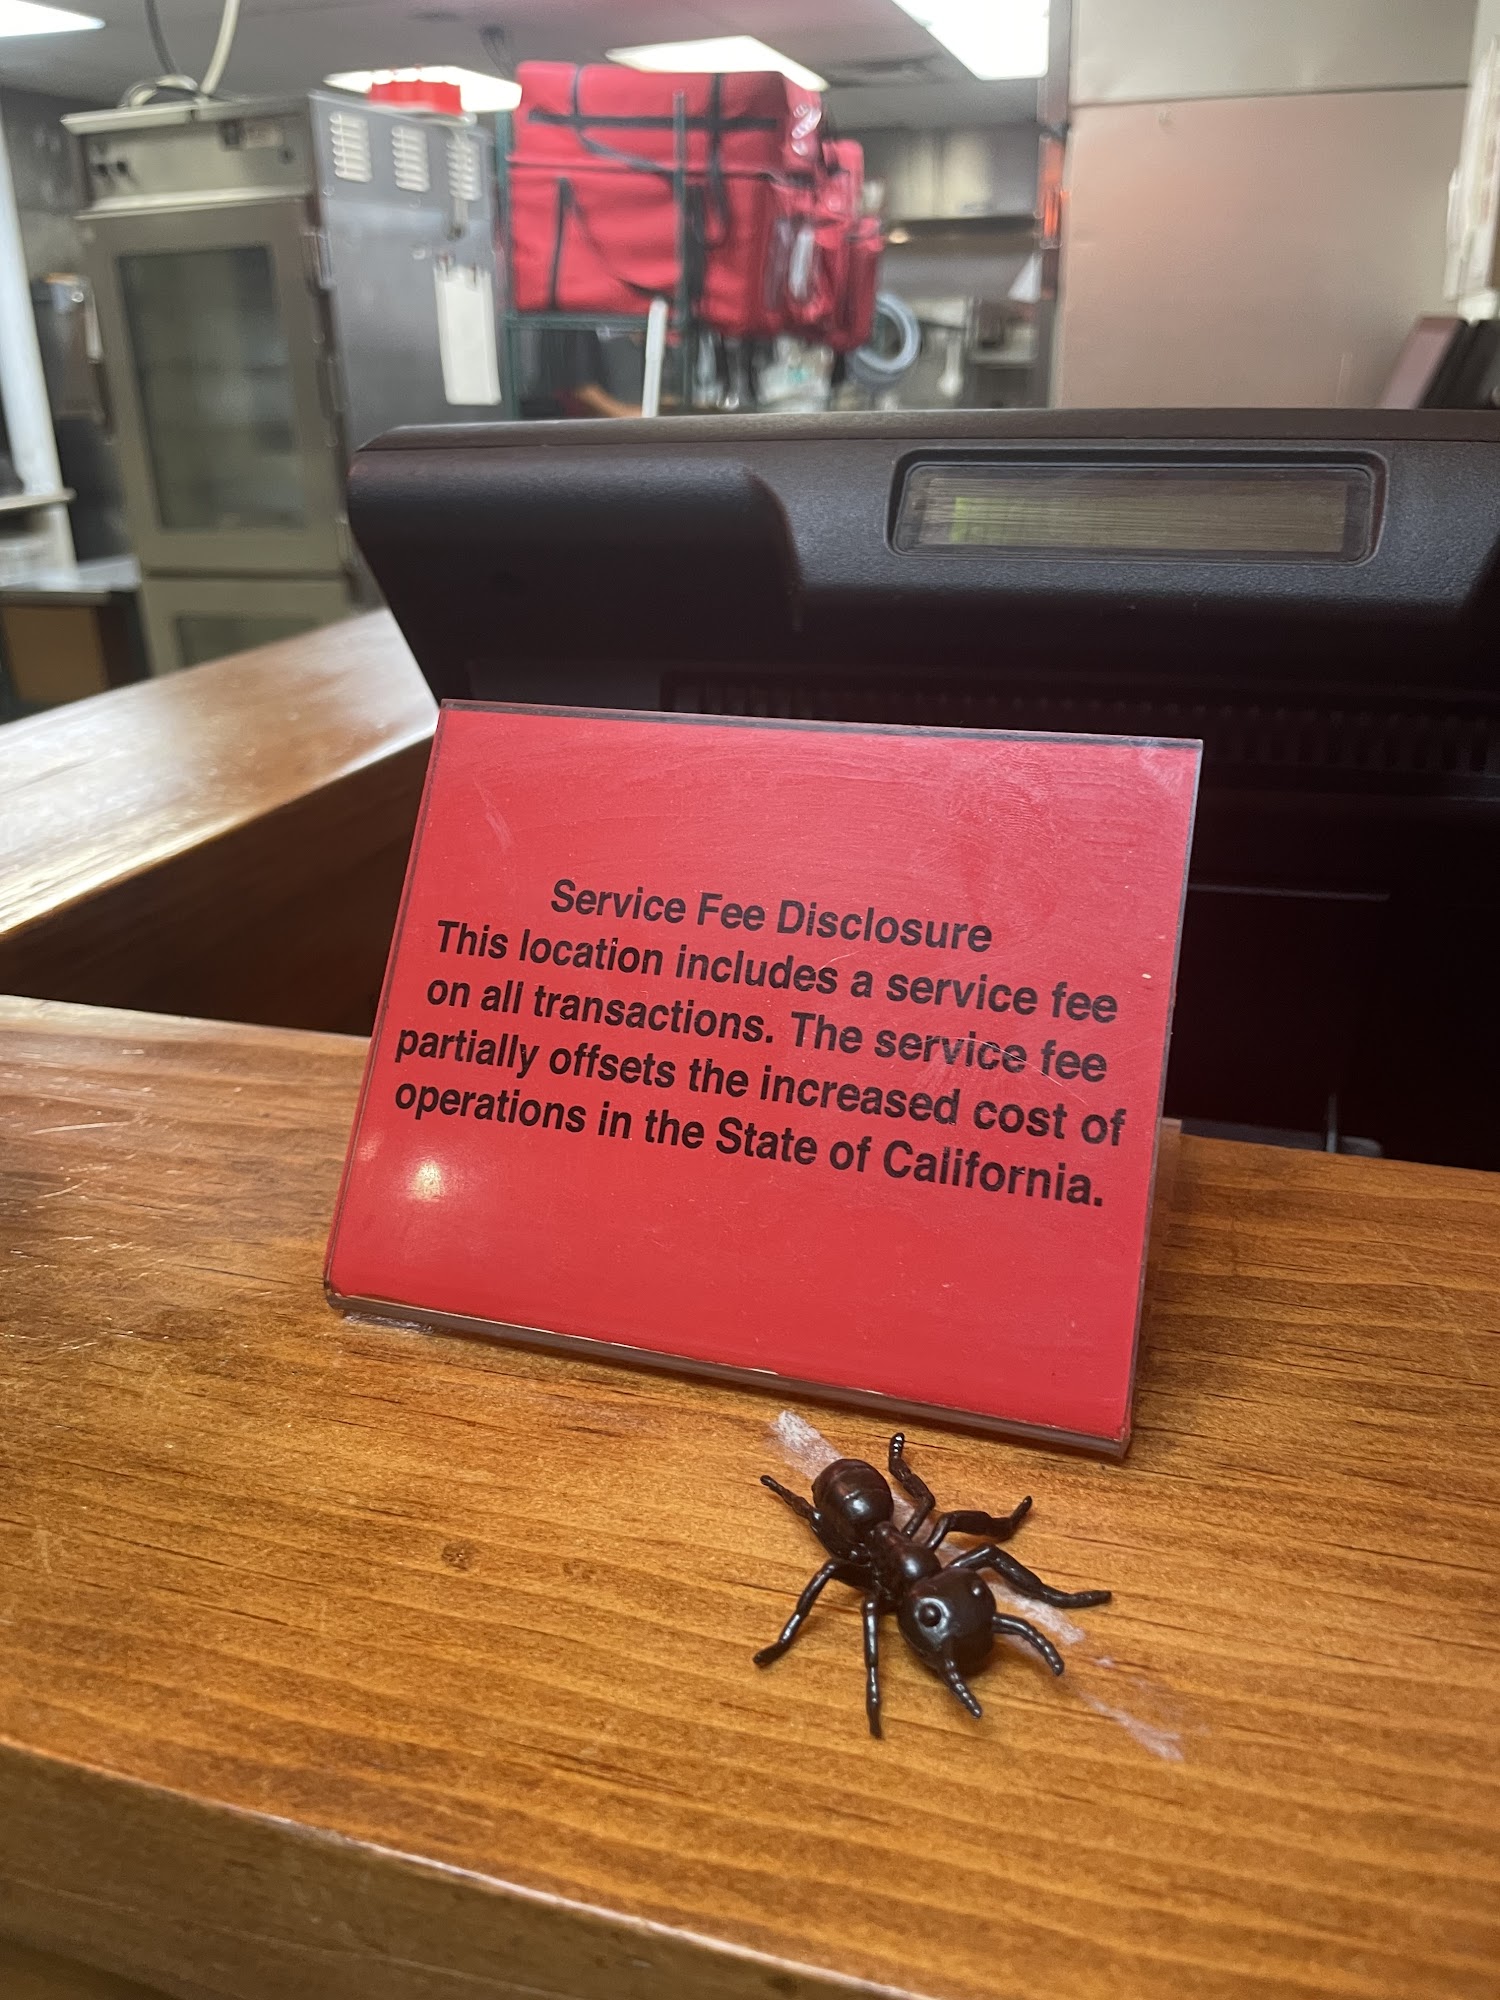 Service Fee Disclosure
This location includes a service fee
on all transactions. The service fee
partially offsets the increased cost of
operations in the State of California.